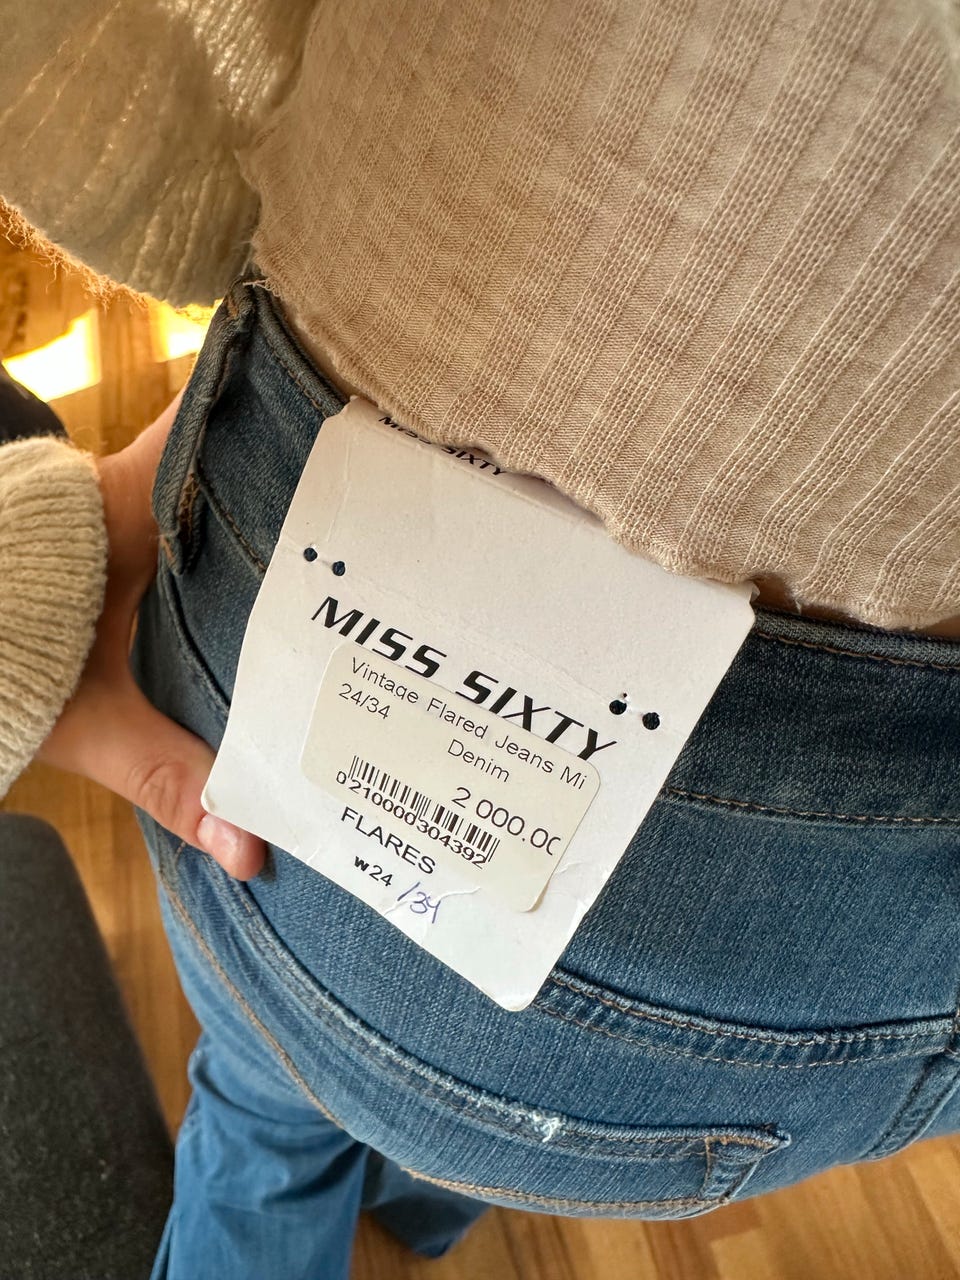 MISS SIXTY
MISS SIXTY
Vintage Flared Jeans Mi
24/34
Denim
2 000.00
0210000304392
FLARES
w24 /34